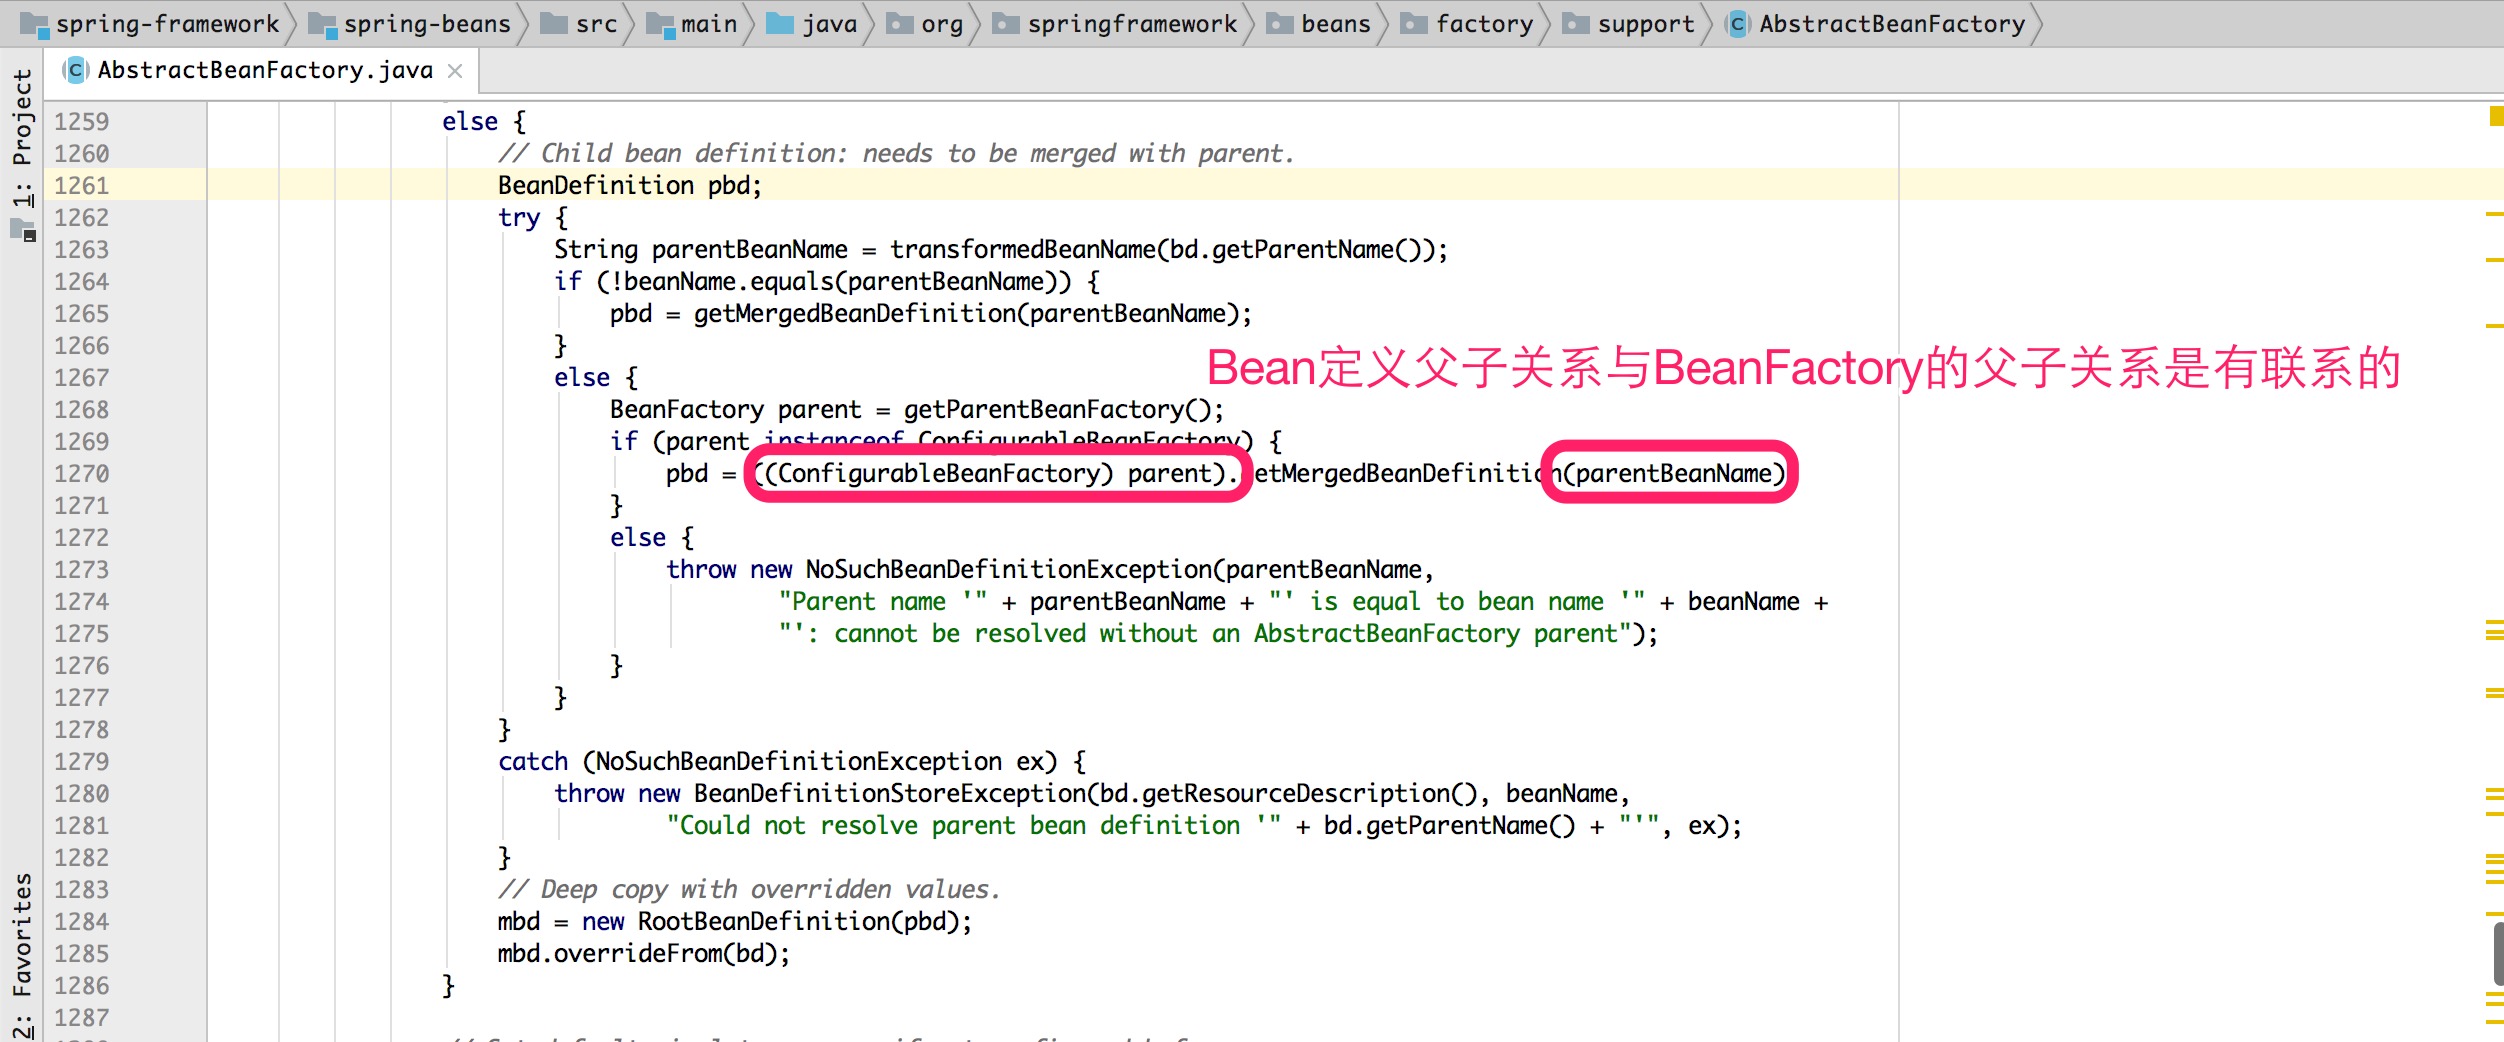 spring-framework spring-beans src main java org springframework beans factory support AbstractBeanFactory
AbstractBeanFactory.java
1: Project
2: Favorites
1259 else {
1260 // Child bean definition: needs to be merged with parent.
1261 BeanDefinition pbd;
1262 try {
1263 String parentBeanName = transformedBeanName(bd.getParentName());
1264 if (!beanName.equals(parentBeanName)) {
1265 pbd = getMergedBeanDefinition(parentBeanName);
1266 }
Bean定义父子关系与BeanFactory的父子关系是有联系的
1267 else {
1268 BeanFactory parent = getParentBeanFactory();
1269 if (parent instanceof ConfigurableBeanFactory) {
1270 pbd = ((ConfigurableBeanFactory) parent).getMergedBeanDefinition(parentBeanName)
1271 }
1272 else {
1273 throw new NoSuchBeanDefinitionException(parentBeanName,
1274 "Parent name '" + parentBeanName + "' is equal to bean name '" + beanName +
1275 "': cannot be resolved without an AbstractBeanFactory parent");
1276 }
1277 }
1278 }
1279 catch (NoSuchBeanDefinitionException ex) {
1280 throw new BeanDefinitionStoreException(bd.getResourceDescription(), beanName,
1281 "Could not resolve parent bean definition '" + bd.getParentName() + "'", ex);
1282 }
1283 // Deep copy with overridden values.
1284 mbd = new RootBeanDefinition(pbd);
1285 mbd.overrideFrom(bd);
1286 }
1287